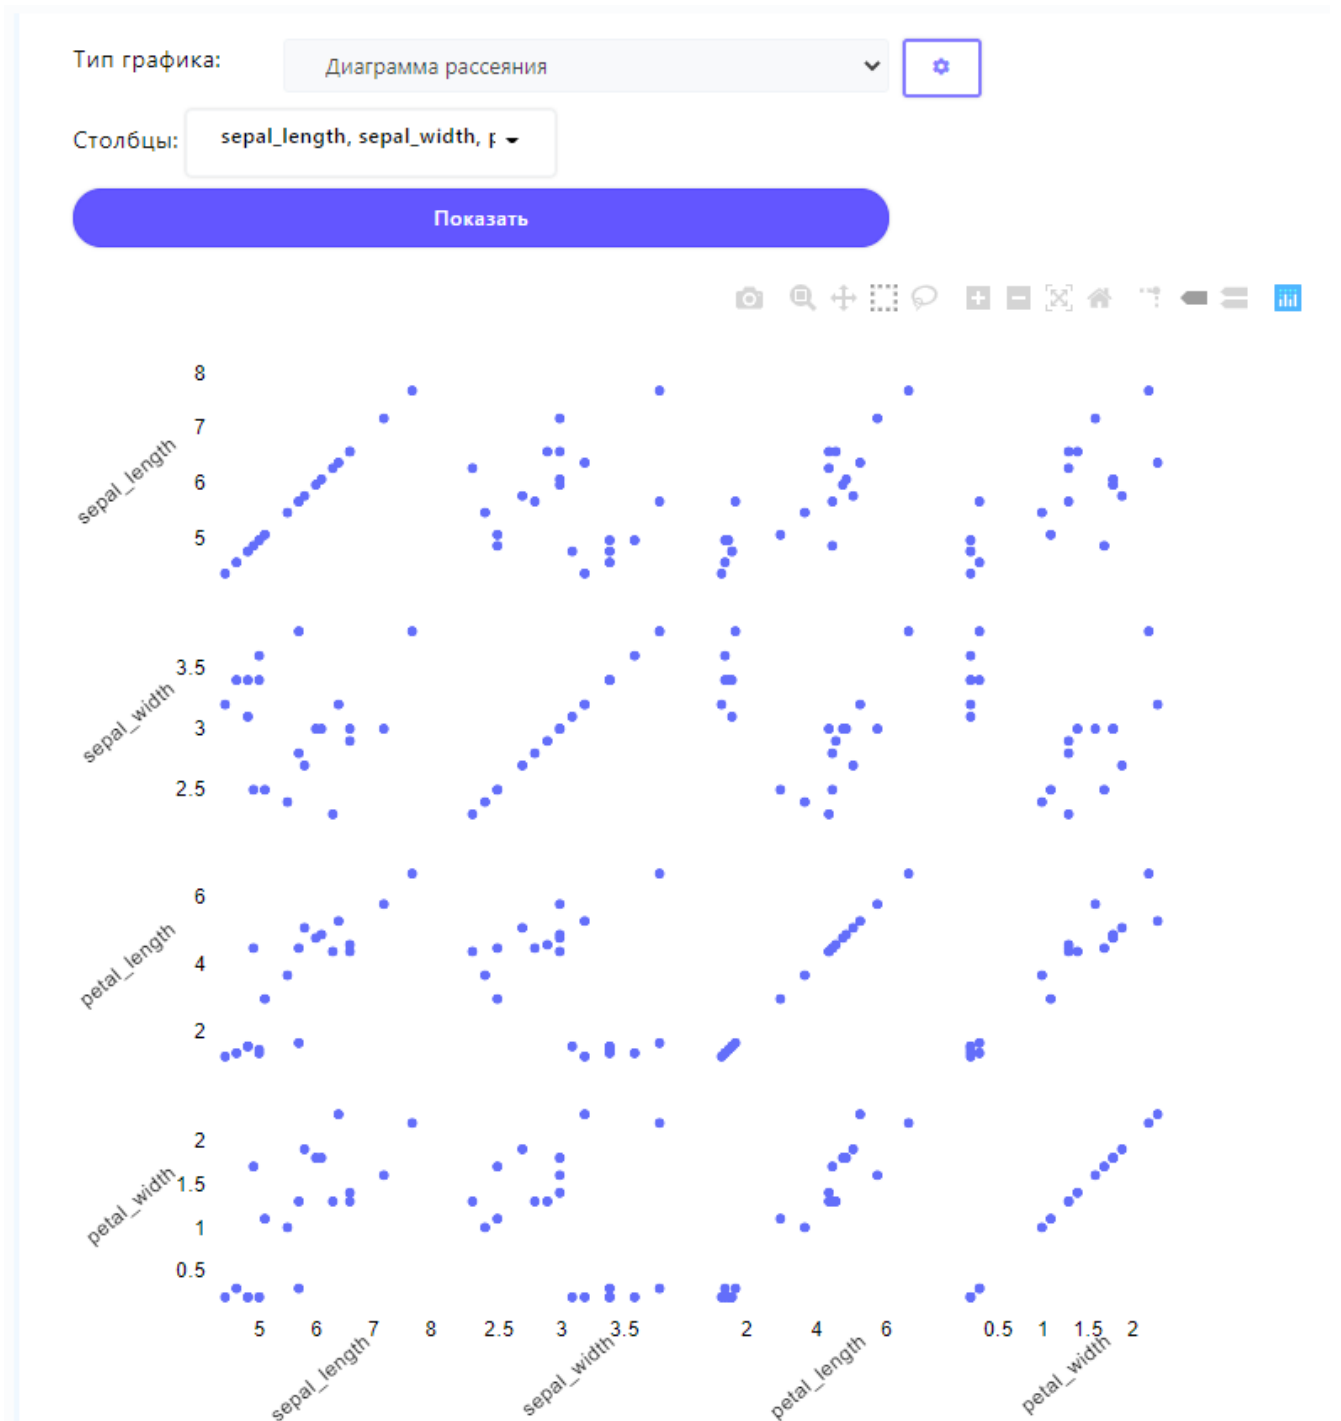 Тип графика:
Диаграмма рассеяния
Столбцы:
sepal_length, sepal_width, p
Показать
8
7
6
5
sepal_length
3.5
3
2.5
sepal_width
6
4
2
petal_length
2
1.5
1
0.5
petal_width
5 6 7 8 2.5 3 3.5 2 4 6 0.5 1 1.5 2
sepal_length sepal_width petal_length petal_width